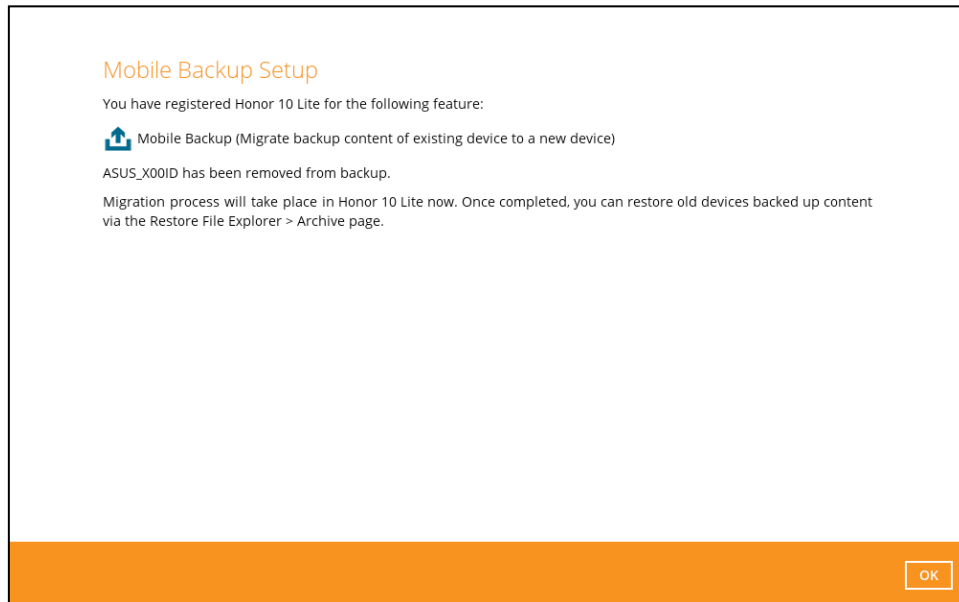 Mobile Backup Setup
You have registered Honor 10 Lite for the following feature:
Mobile Backup (Migrate backup content of existing device to a new device)
ASUS_X00ID has been removed from backup.
Migration process will take place in Honor 10 Lite now. Once completed, you can restore old devices backed up content
via the Restore File Explorer > Archive page.
OK